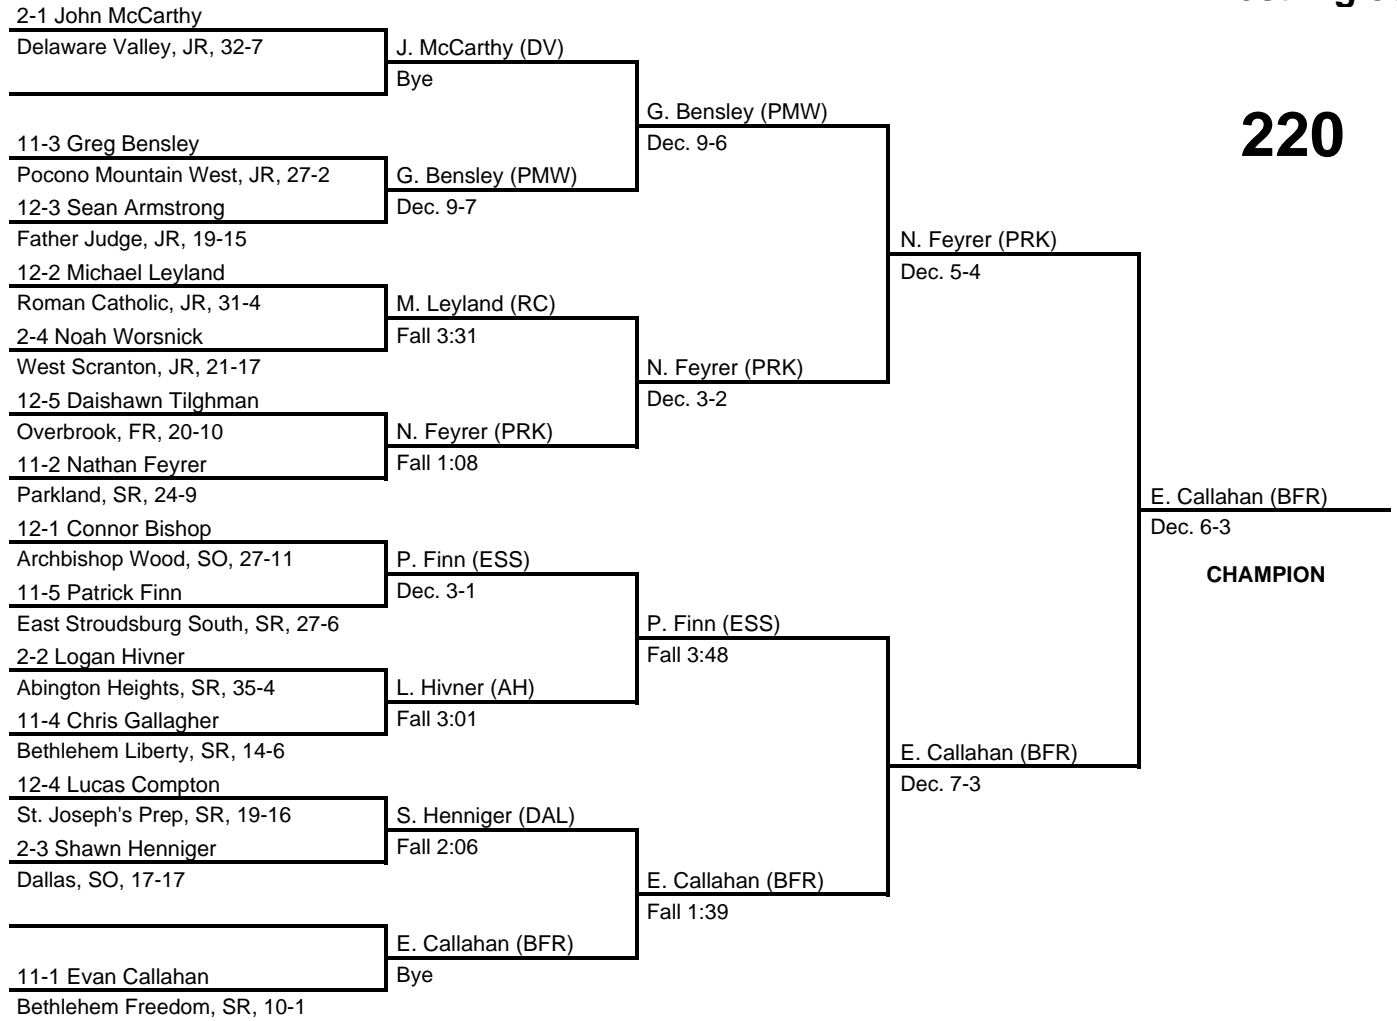 2-1 John McCarthy
Delaware Valley, JR, 32-7
J. McCarthy (DV)
Bye
G. Bensley (PMW)
Dec. 9-6
220
11-3 Greg Bensley
Pocono Mountain West, JR, 27-2
G. Bensley (PMW)
12-3 Sean Armstrong
Dec. 9-7
Father Judge, JR, 19-15
N. Feyrer (PRK)
Dec. 5-4
12-2 Michael Leyland
Roman Catholic, JR, 31-4
M. Leyland (RC)
2-4 Noah Worsnick
Fall 3:31
West Scranton, JR, 21-17
N. Feyrer (PRK)
Dec. 3-2
12-5 Daishawn Tilghman
Overbrook, FR, 20-10
N. Feyrer (PRK)
11-2 Nathan Feyrer
Fall 1:08
Parkland, SR, 24-9
E. Callahan (BFR)
Dec. 6-3
CHAMPION
12-1 Connor Bishop
Archbishop Wood, SO, 27-11
P. Finn (ESS)
11-5 Patrick Finn
Dec. 3-1
East Stroudsburg South, SR, 27-6
P. Finn (ESS)
Fall 3:48
2-2 Logan Hivner
Abington Heights, SR, 35-4
L. Hivner (AH)
11-4 Chris Gallagher
Fall 3:01
Bethlehem Liberty, SR, 14-6
E. Callahan (BFR)
Dec. 7-3
12-4 Lucas Compton
St. Joseph's Prep, SR, 19-16
S. Henniger (DAL)
2-3 Shawn Henniger
Fall 2:06
Dallas, SO, 17-17
E. Callahan (BFR)
Fall 1:39
E. Callahan (BFR)
11-1 Evan Callahan
Bye
Bethlehem Freedom, SR, 10-1